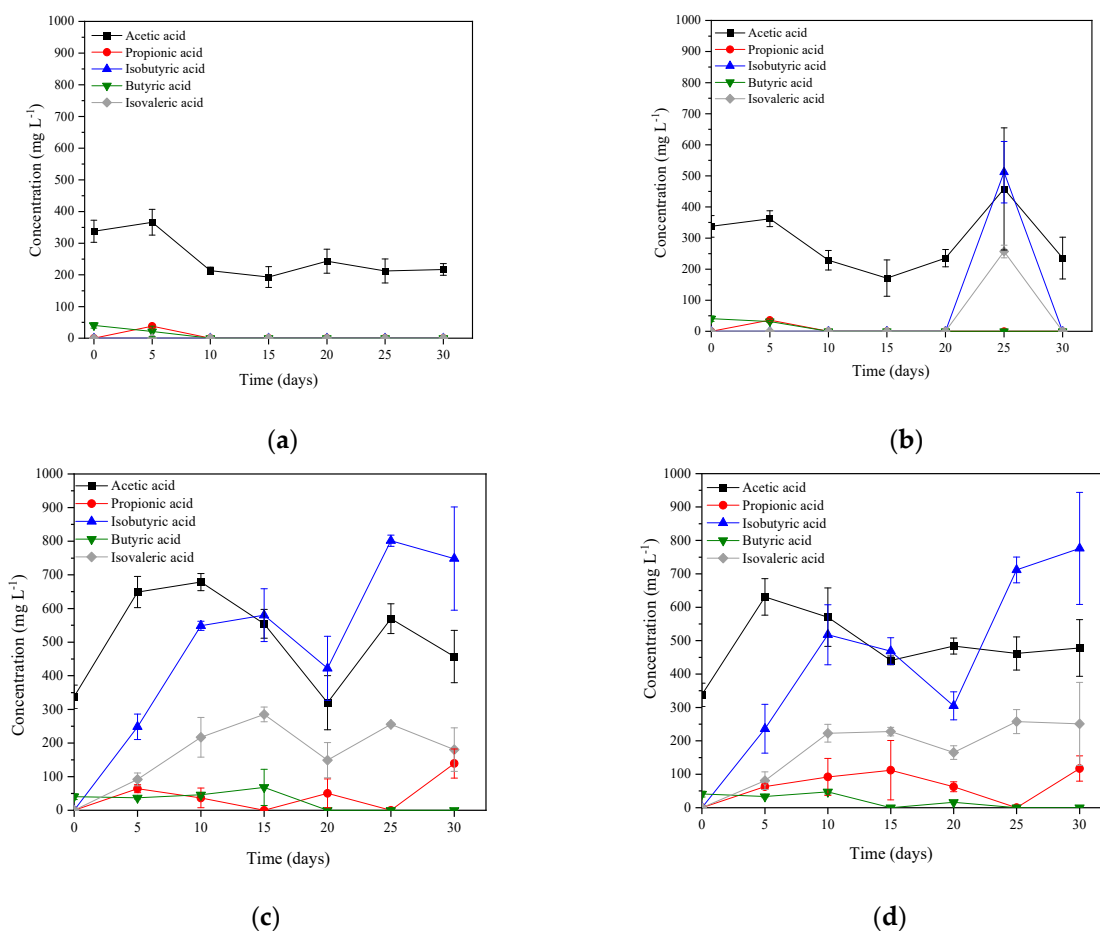 1000
900
800
700
600
500
400
300
200
100
0
Concentration (mg L-1)
Acetic acid
Propionic acid
Isobutyric acid
Butyric acid
Isovaleric acid
0 5 10 15 20 25 30
Time (days)
(a)
1000
900
800
700
600
500
400
300
200
100
0
Concentration (mg L-1)
Acetic acid
Propionic acid
Isobutyric acid
Butyric acid
Isovaleric acid
0 5 10 15 20 25 30
Time (days)
(b)
1000
900
800
700
600
500
400
300
200
100
0
Concentration (mg L-1)
Acetic acid
Propionic acid
Isobutyric acid
Butyric acid
Isovaleric acid
0 5 10 15 20 25 30
Time (days)
(c)
1000
900
800
700
600
500
400
300
200
100
0
Concentration (mg L-1)
Acetic acid
Propionic acid
Isobutyric acid
Butyric acid
Isovaleric acid
0 5 10 15 20 25 30
Time (days)
(d)